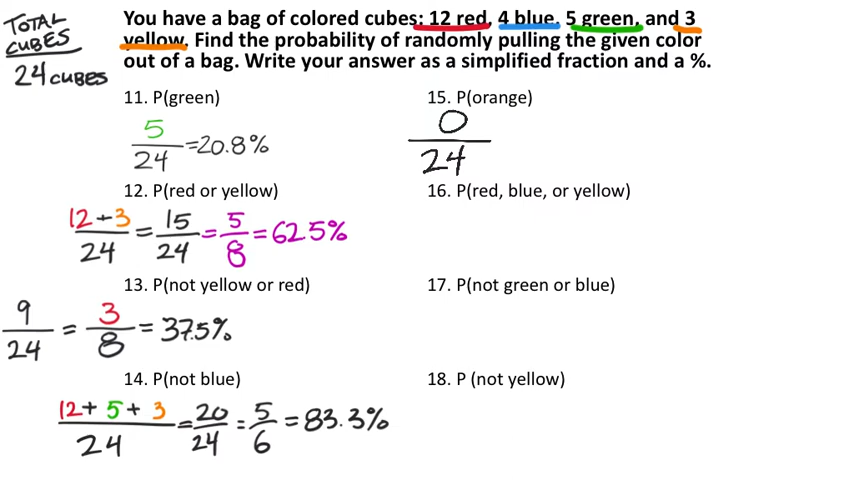 TOTAL
CUBES
24 CUBES
You have a bag of colored cubes: 12 red, 4 blue, 5 green, and 3
yellow. Find the probability of randomly pulling the given color
out of a bag. Write your answer as a simplified fraction and a %.
11. P(green)
5/24 = 20.8%
12. P(red or yellow)
12 + 3/24 = 15/24 = 5/8 = 62.5%
13. P(not yellow or red)
9/24 = 3/8 = 37.5%
14. P(not blue)
12 + 5 + 3/24 = 20/24 = 5/6 = 83.3%
15. P(orange)
0/24
16. P(red, blue, or yellow)
17. P(not green or blue)
18. P (not yellow)